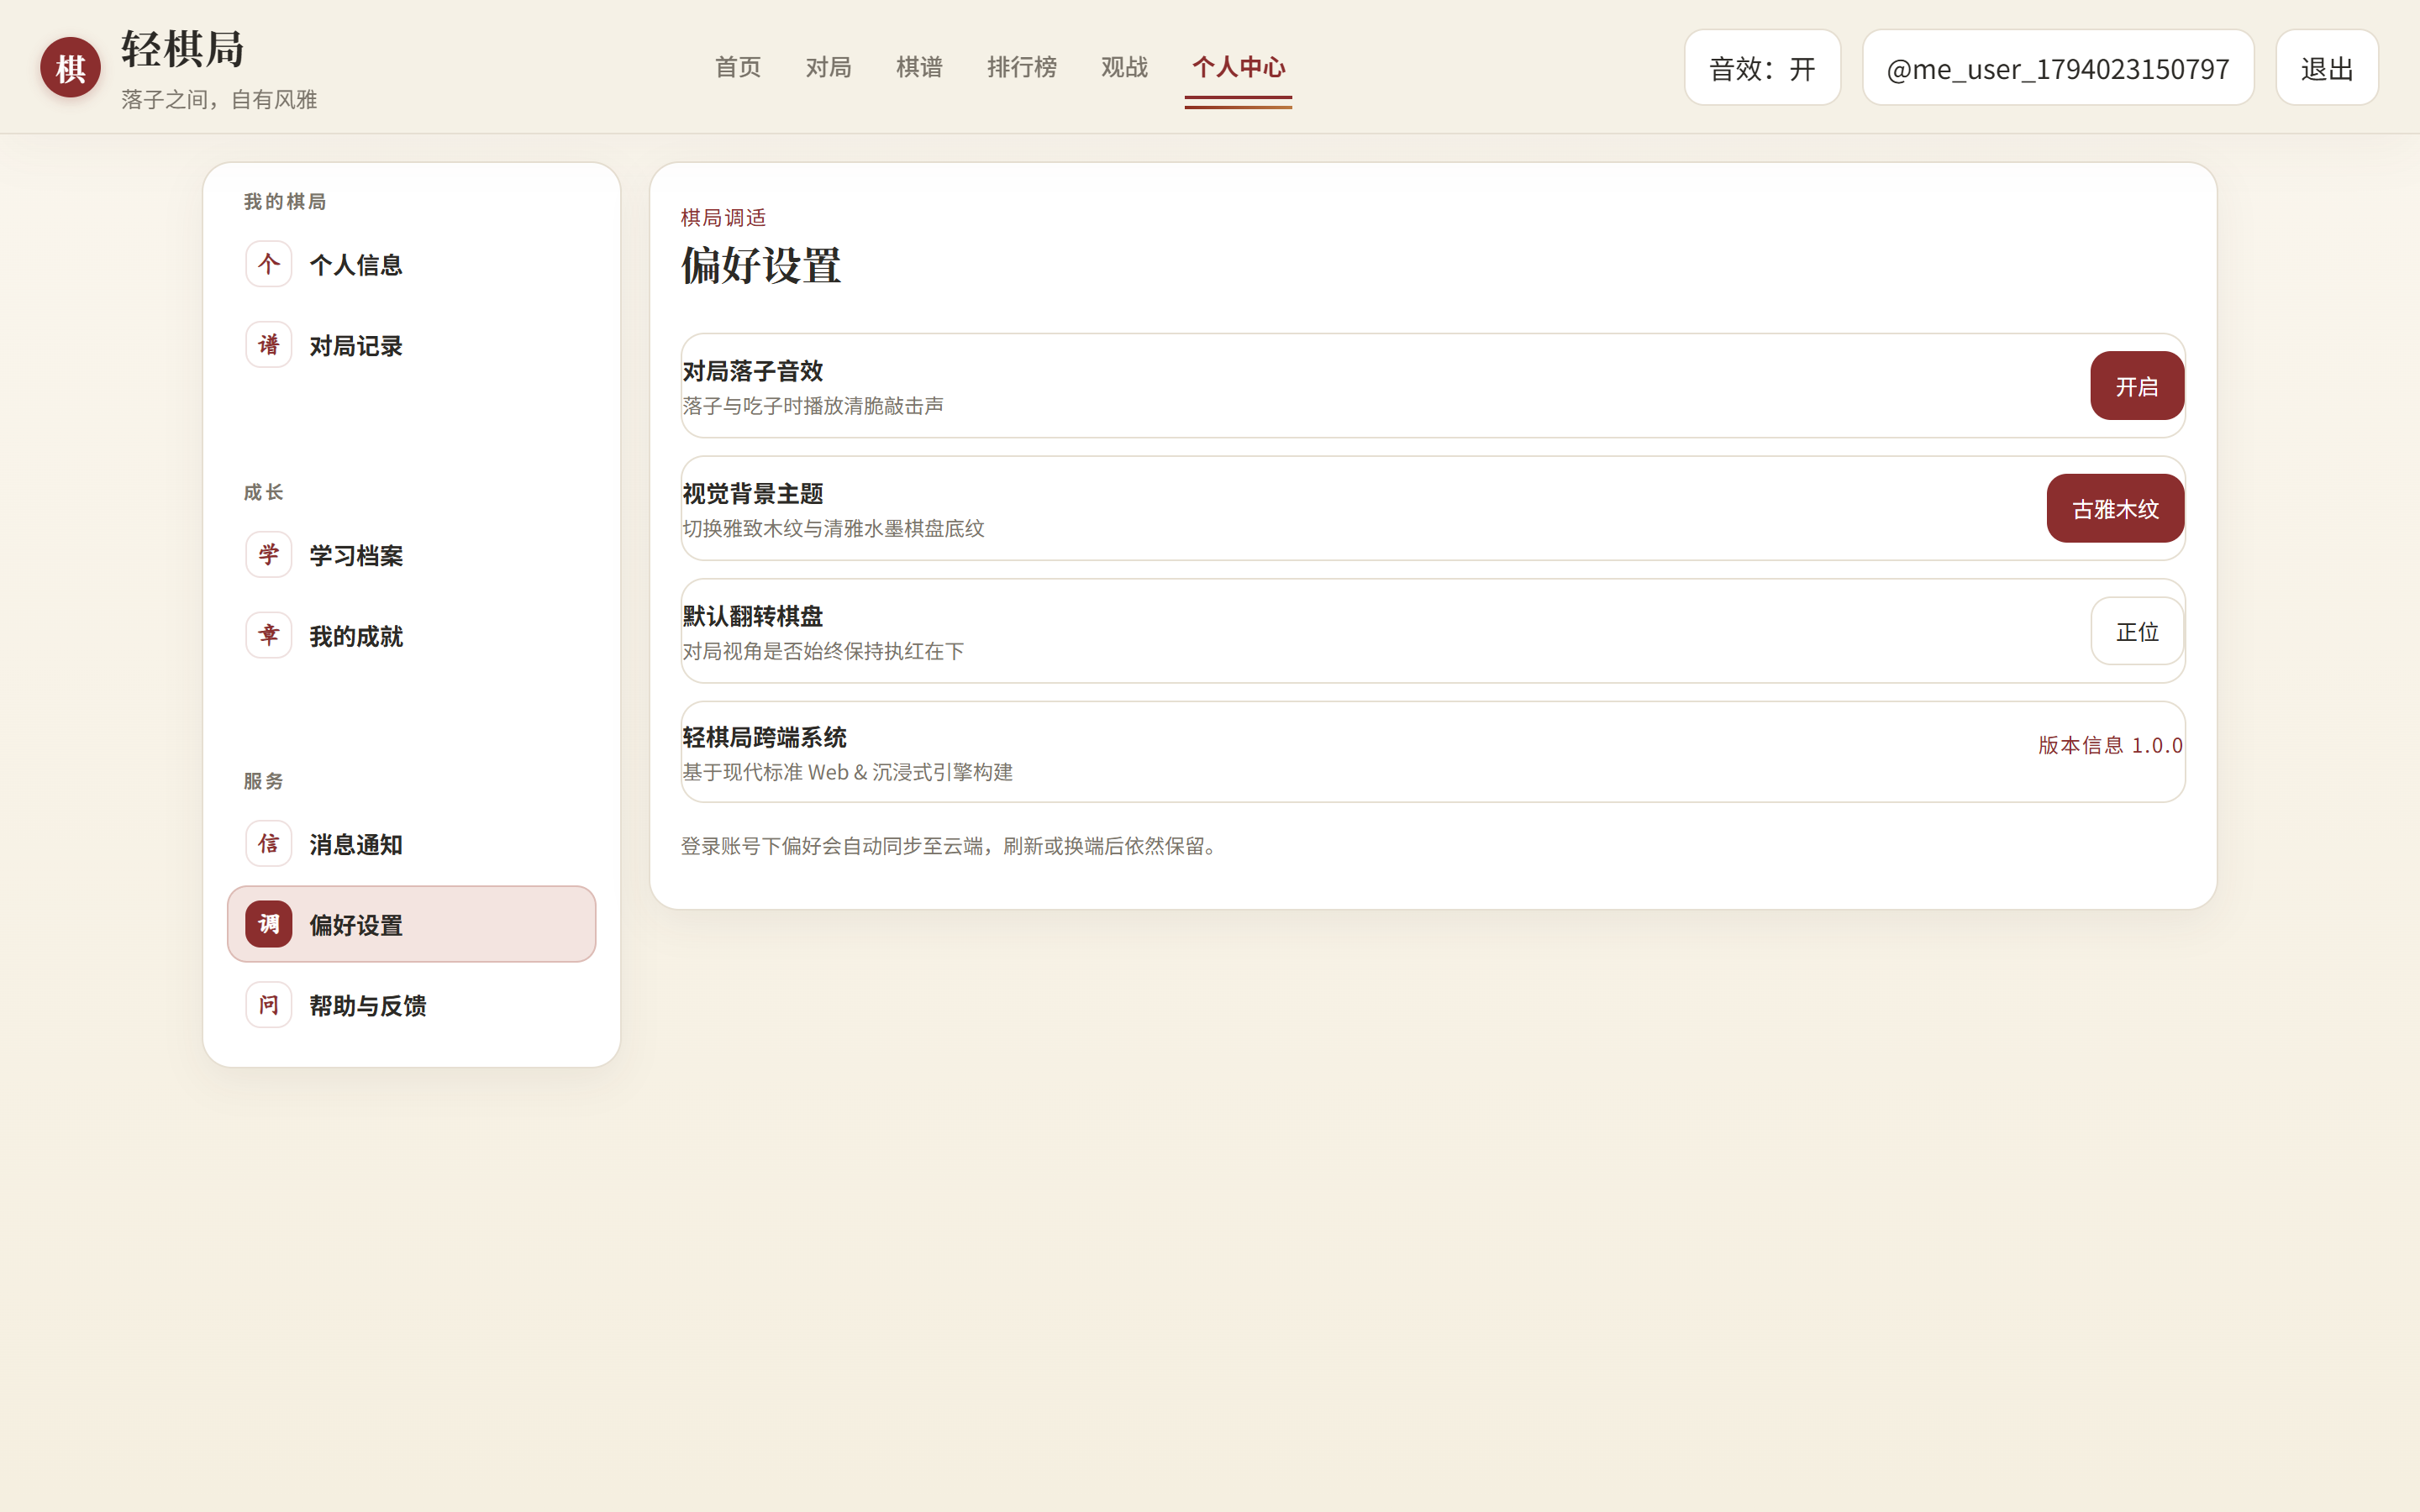 棋
轻棋局
落子之间，自有风雅
首页
对局
棋谱
排行榜
观战
个人中心
音效：开
@me_user_1794023150797
退出
我的棋局
个 个人信息
谱 对局记录
成长
学 学习档案
章 我的成就
服务
信 消息通知
调 偏好设置
问 帮助与反馈
棋局调适
偏好设置
对局落子音效
落子与吃子时播放清脆敲击声
开启
视觉背景主题
切换雅致木纹与清雅水墨棋盘底纹
古雅木纹
默认翻转棋盘
对局视角是否始终保持执红在下
正位
轻棋局跨端系统
基于现代标准 Web & 沉浸式引擎构建
版本信息 1.0.0
登录账号下偏好会自动同步至云端，刷新或换端后依然保留。